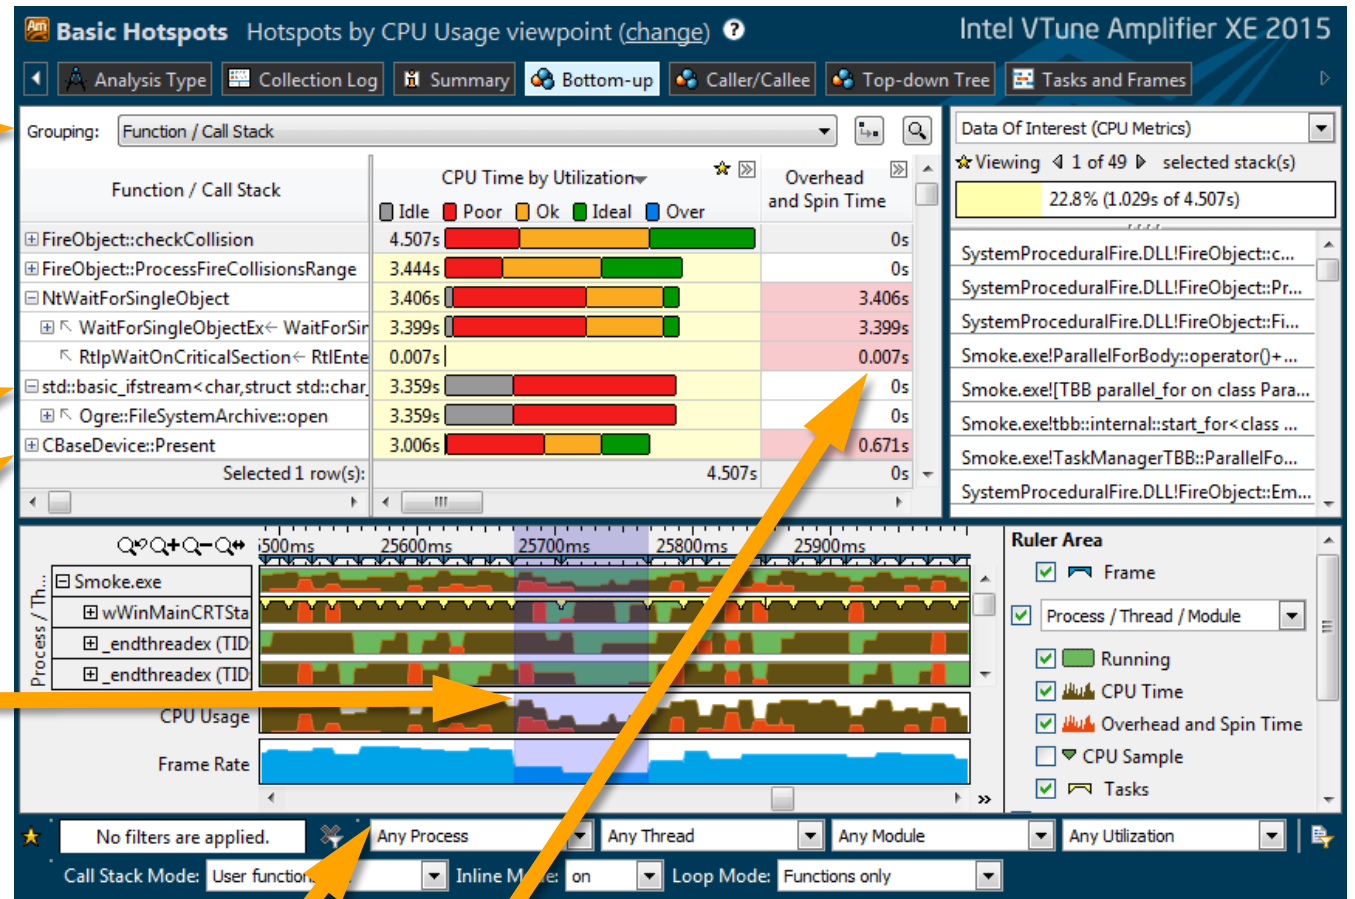 Basic Hotspots Hotspots by CPU Usage viewpoint (change) ? Intel VTune Amplifier XE 2015
Analysis Type Collection Log Summary Bottom-up Caller/Callee Top-down Tree Tasks and Frames
Grouping: Function / Call Stack
Function / Call Stack
CPU Time by Utilization
Idle Poor Ok Ideal Over
Overhead
and Spin Time
FireObject::checkCollision 4.507s 0s
FireObject::ProcessFireCollisionsRange 3.444s 0s
NtWaitForSingleObject 3.406s 3.406s
WaitForSingleObjectEx← WaitForSin 3.399s 3.399s
RtlpWaitOnCriticalSection← RtlEnte 0.007s 0.007s
std::basic_ifstream<char,struct std::char_ 3.359s 0s
Ogre::FileSystemArchive::open 3.359s 0s
CBaseDevice::Present 3.006s 0.671s
Selected 1 row(s): 4.507s 0s
Data Of Interest (CPU Metrics)
Viewing 1 of 49 selected stack(s)
22.8% (1.029s of 4.507s)
SystemProceduralFire.DLL!FireObject::c...
SystemProceduralFire.DLL!FireObject::Pr...
SystemProceduralFire.DLL!FireObject::Fi...
Smoke.exe!ParallelForBody::operator()+...
Smoke.exe![TBB parallel_for on class Para...
Smoke.exe!tbb::internal::start_for<class ...
Smoke.exe!TaskManagerTBB::ParallelFo...
SystemProceduralFire.DLL!FireObject::Em...
500ms 25600ms 25700ms 25800ms 25900ms
Process / Th...
Smoke.exe
wWinMainCRTSta
_endthreadex (TID
_endthreadex (TID
CPU Usage
Frame Rate
Ruler Area
Frame
Process / Thread / Module
Running
CPU Time
Overhead and Spin Time
CPU Sample
Tasks
No filters are applied. Any Process Any Thread Any Module Any Utilization
Call Stack Mode: User function Inline Mode: on Loop Mode: Functions only